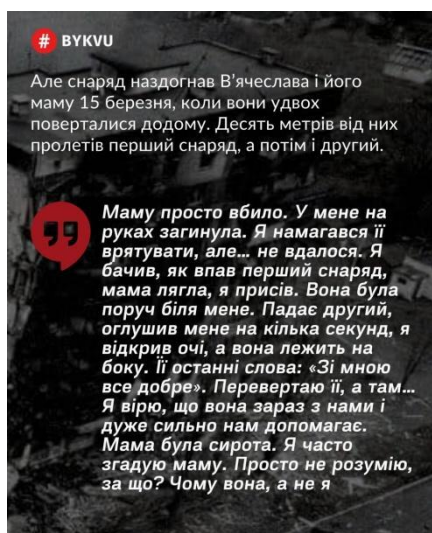 # BYKVU
Але снаряд наздогнав В’ячеслава і його
маму 15 березня, коли вони удвох
поверталися додому. Десять метрів від них
пролетів перший снаряд, а потім і другий.
Маму просто вбило. У мене на
руках загинула. Я намагався її
врятувати, але... не вдалося. Я
бачив, як впав перший снаряд,
мама лягла, я присів. Вона була
поруч біля мене. Падає другий,
оглушив мене на кілька секунд, я
відкрив очі, а вона лежить на
боку. Її останні слова: «Зі мною
все добре». Перевертаю її, а там...
Я вірю, що вона зараз з нами і
дуже сильно нам допомагає.
Мама була сирота. Я часто
згадую маму. Просто не розумію,
за що? Чому вона, а не я